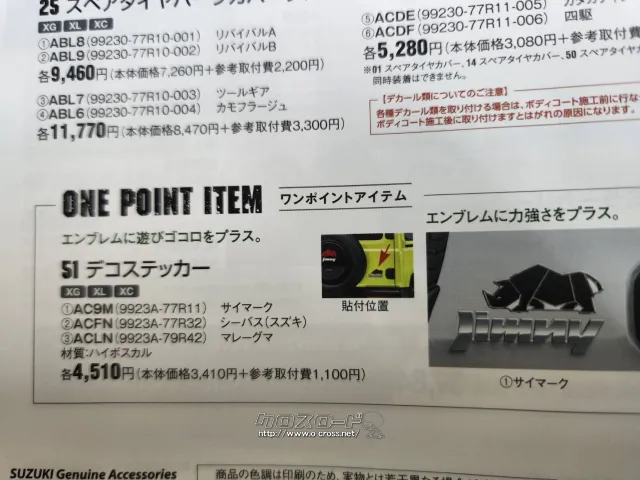 25 スペアタイヤパーツカバー
XG XL XC
①ABL8(99230-77R10-001) リバイバルA
②ABL9(99230-77R10-002) リバイバルB
各9,460円(本体価格7,260円+参考取付費2,200円)
③ABL7(99230-77R10-003) ツールギア
④ABL6(99230-77R10-004) カモフラージュ
各11,770円(本体価格8,470円+参考取付費3,300円)
⑤ACDE(99230-77R11-005)
⑥ACDF(99230-77R11-006) 四駆
各5,280円(本体価格3,080円+参考
※01 スペアタイヤカバー、14 スペアタイヤカバー、50 スペアタイヤ
同時装着はできません。
【デカール類についてのご注意】
各種デカール類を取り付ける場合は、ボディコート施工前に行な
ボディコート施工後に取り付けますとはがれの原因になります。
ONE POINT ITEM ワンポイントアイテム
エンブレムに遊びゴコロをプラス。
51 デコステッカー
XG XL XC
①AC9M(9923A-77R11) サイマーク
②ACFN(9923A-77R32) シーバス(スズキ)
③ACLN(9923A-79R42) マレーグマ
材質:ハイポスカル
各4,510円(本体価格3,410円+参考取付費1,100円)
Jimny
貼付位置
エンブレムに力強さをプラス。
Jimny
①サイマーク
クロスロード
http://www.o-cross.net/
SUZUKI Genuine Accessories
商品の色調は印刷のため、実物とは若干異なる場合